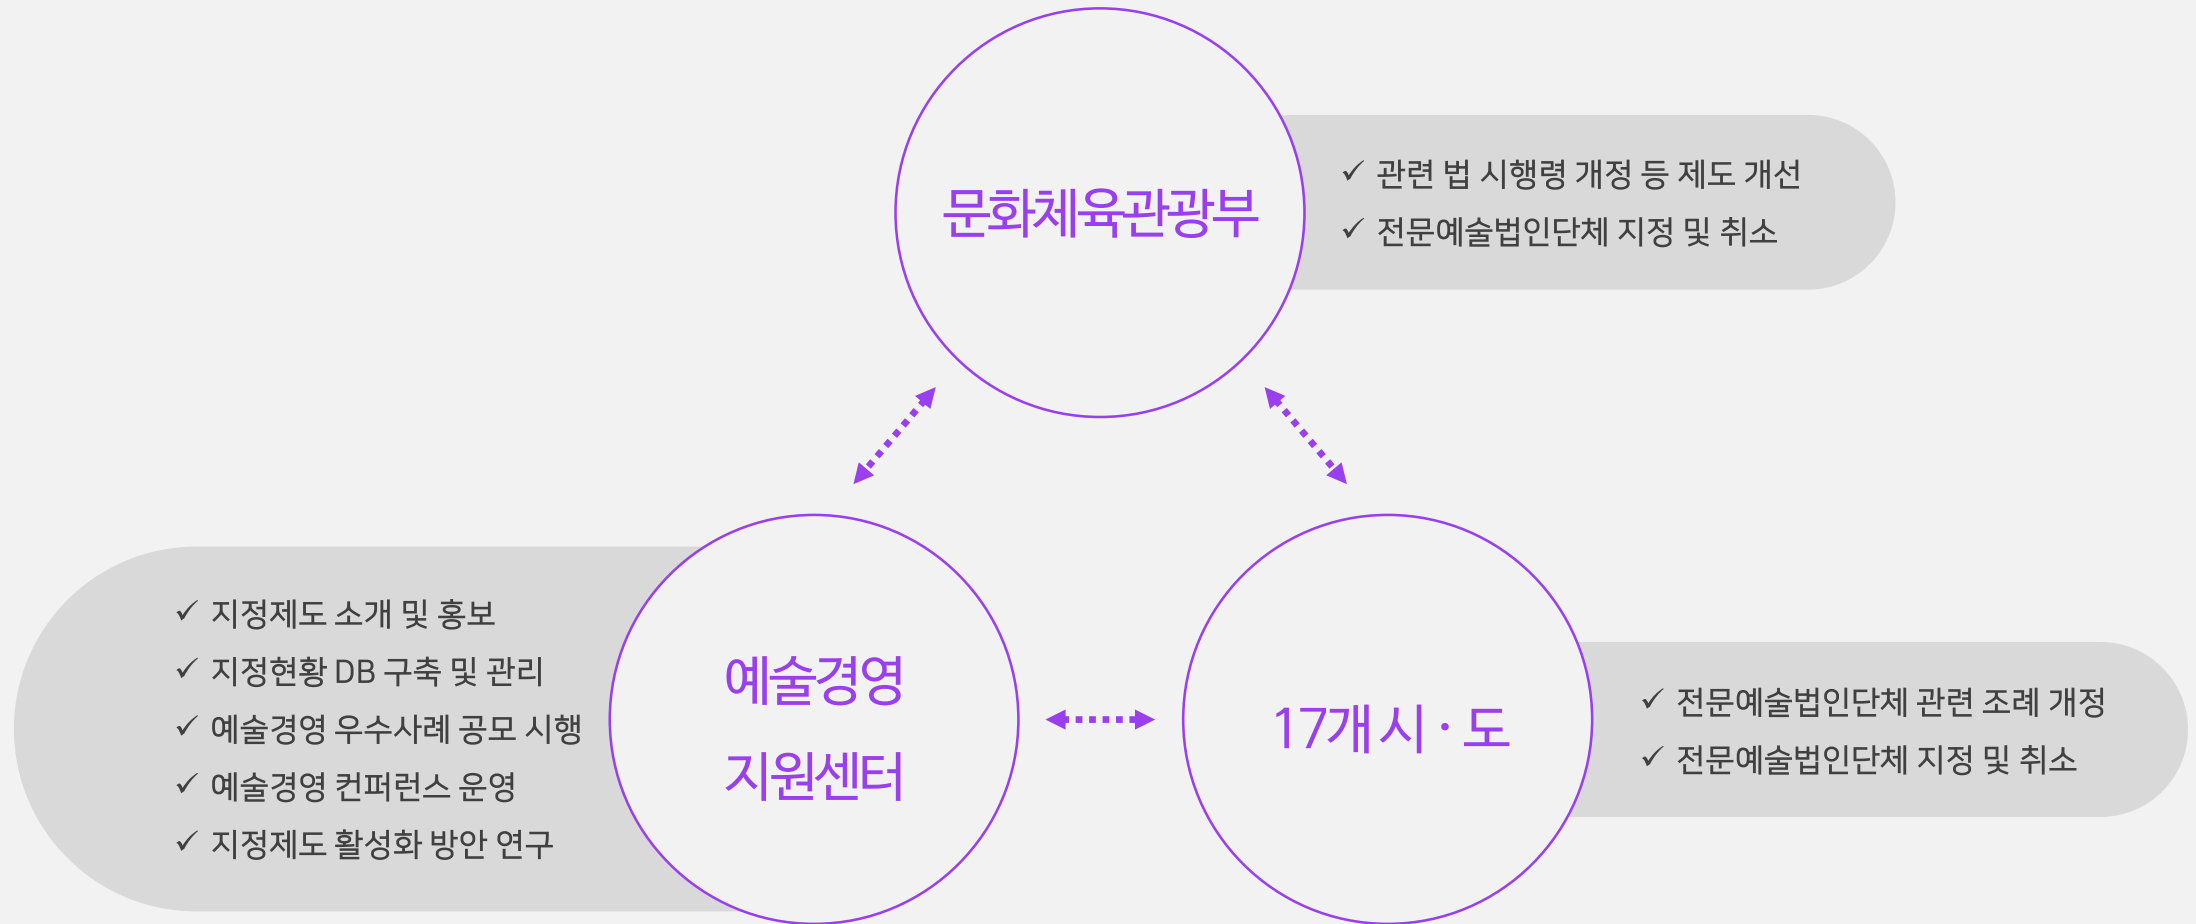 문화체육관광부
✓ 관련 법 시행령 개정 등 제도 개선
✓ 전문예술법인단체 지정 및 취소
✓ 지정제도 소개 및 홍보
✓ 지정현황 DB 구축 및 관리
✓ 예술경영 우수사례 공모 시행
✓ 예술경영 컨퍼런스 운영
✓ 지정제도 활성화 방안 연구
예술경영
지원센터
17개 시 · 도
✓ 전문예술법인단체 관련 조례 개정
✓ 전문예술법인단체 지정 및 취소